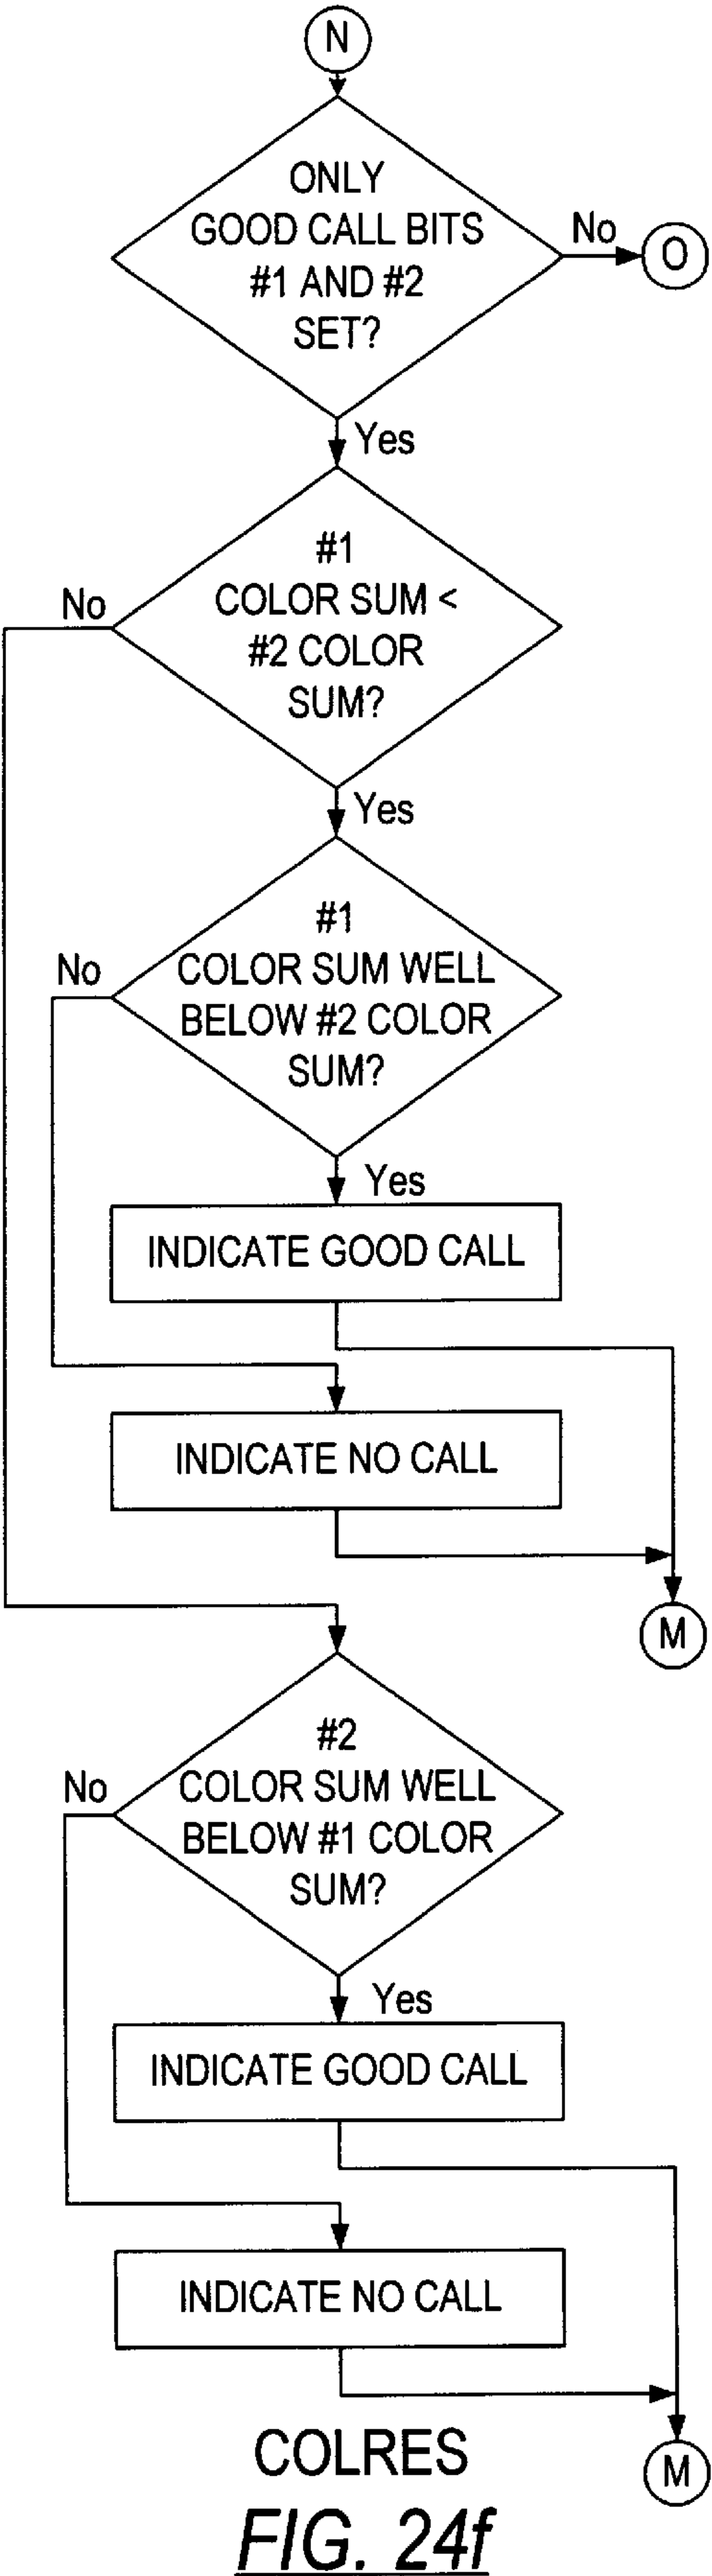 N
ONLY
GOOD CALL BITS
#1 AND #2
SET?
No
O
Yes
#1
COLOR SUM <
#2 COLOR
SUM?
No
Yes
#1
COLOR SUM WELL
BELOW #2 COLOR
SUM?
No
Yes
INDICATE GOOD CALL
INDICATE NO CALL
M
#2
COLOR SUM WELL
BELOW #1 COLOR
SUM?
No
Yes
INDICATE GOOD CALL
INDICATE NO CALL
M
COLRES
FIG. 24f